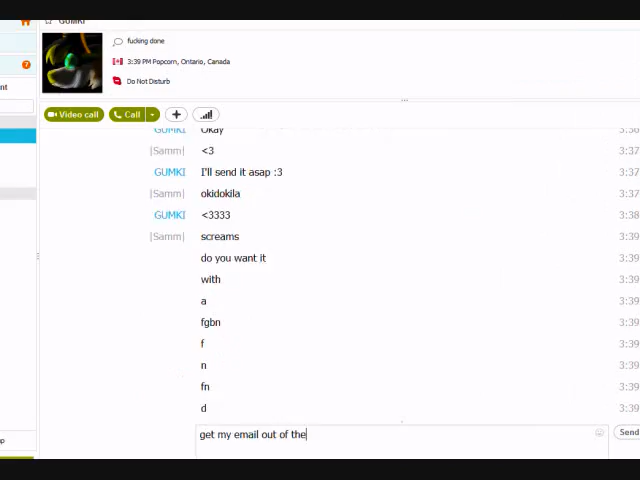 GUMKI
fucking done
7
3:39 PM Popcorn, Ontario, Canada
Do Not Disturb
nt
Video call
Call
GUMKI Okay 3:36
|Samm| <3 3:37
GUMKI I'll send it asap :3 3:37
|Samm| okidokila 3:37
GUMKI <3333 3:38
|Samm| screams 3:39
do you want it 3:39
with 3:39
a 3:39
fgbn 3:39
f 3:39
n 3:39
fn 3:39
d 3:39
get my email out of the
Send